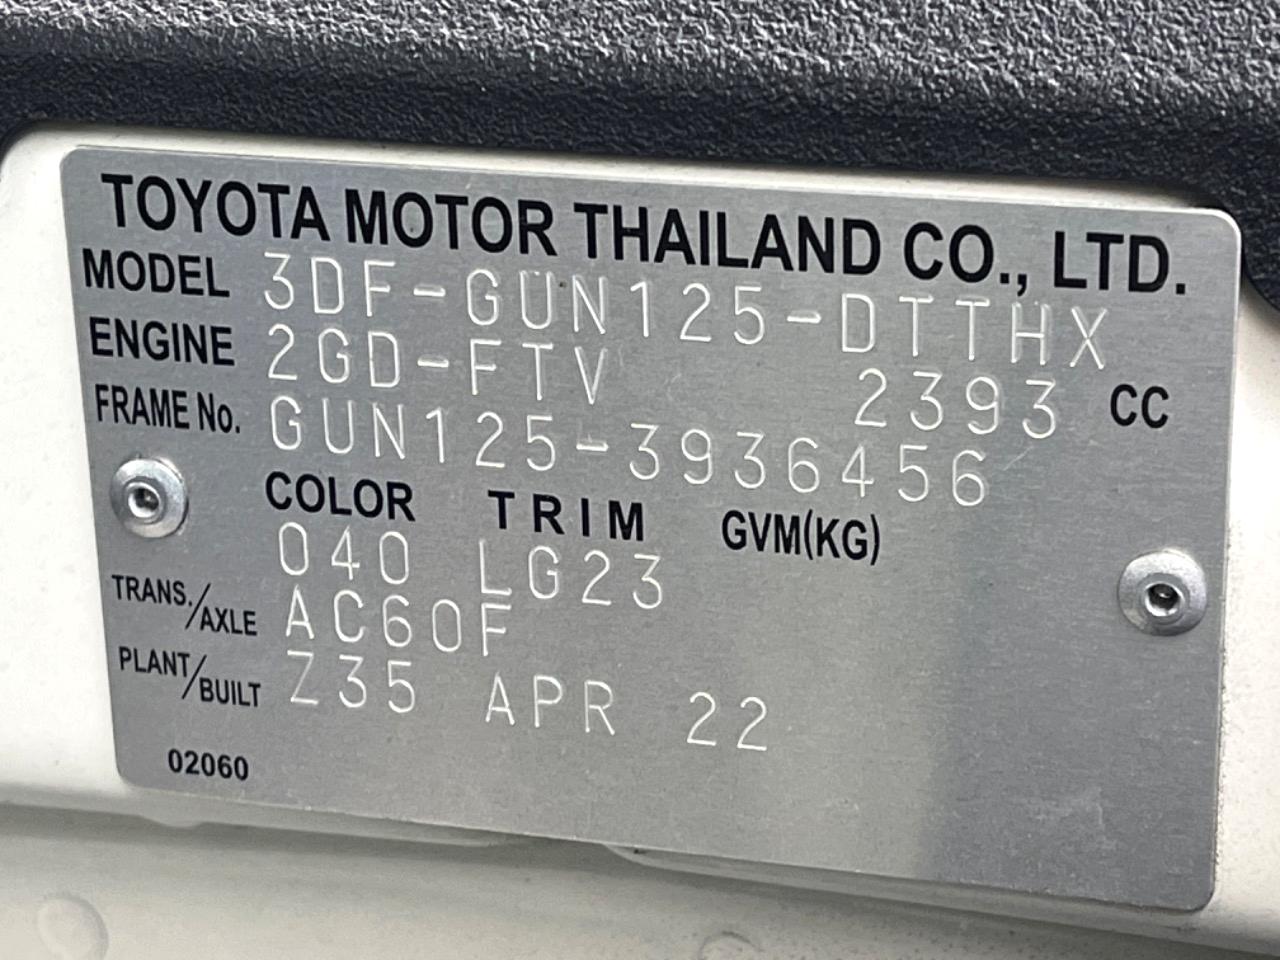 TOYOTA MOTOR THAILAND CO., LTD.
MODEL 3DF-GUN125-DTTHX
ENGINE 2GD-FTV 2393 CC
FRAME No. GUN125-3936456
COLOR TRIM GVM(KG)
040 LG23
TRANS./AXLE AC60F
PLANT/BUILT Z35 APR 22
02060